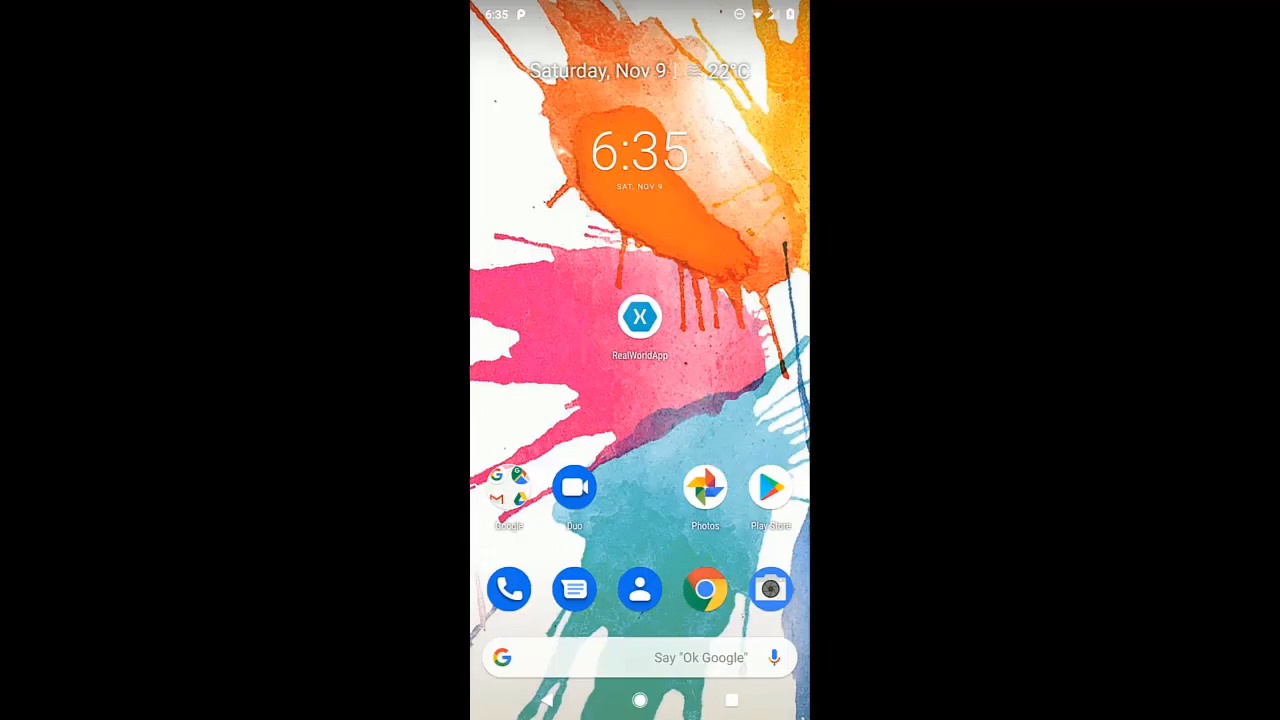 6:35
Saturday, Nov 9 | 22°C
6:35
SAT, NOV 9
RealWorldApp
Google
Duo
Photos
Play Store
Say "Ok Google"